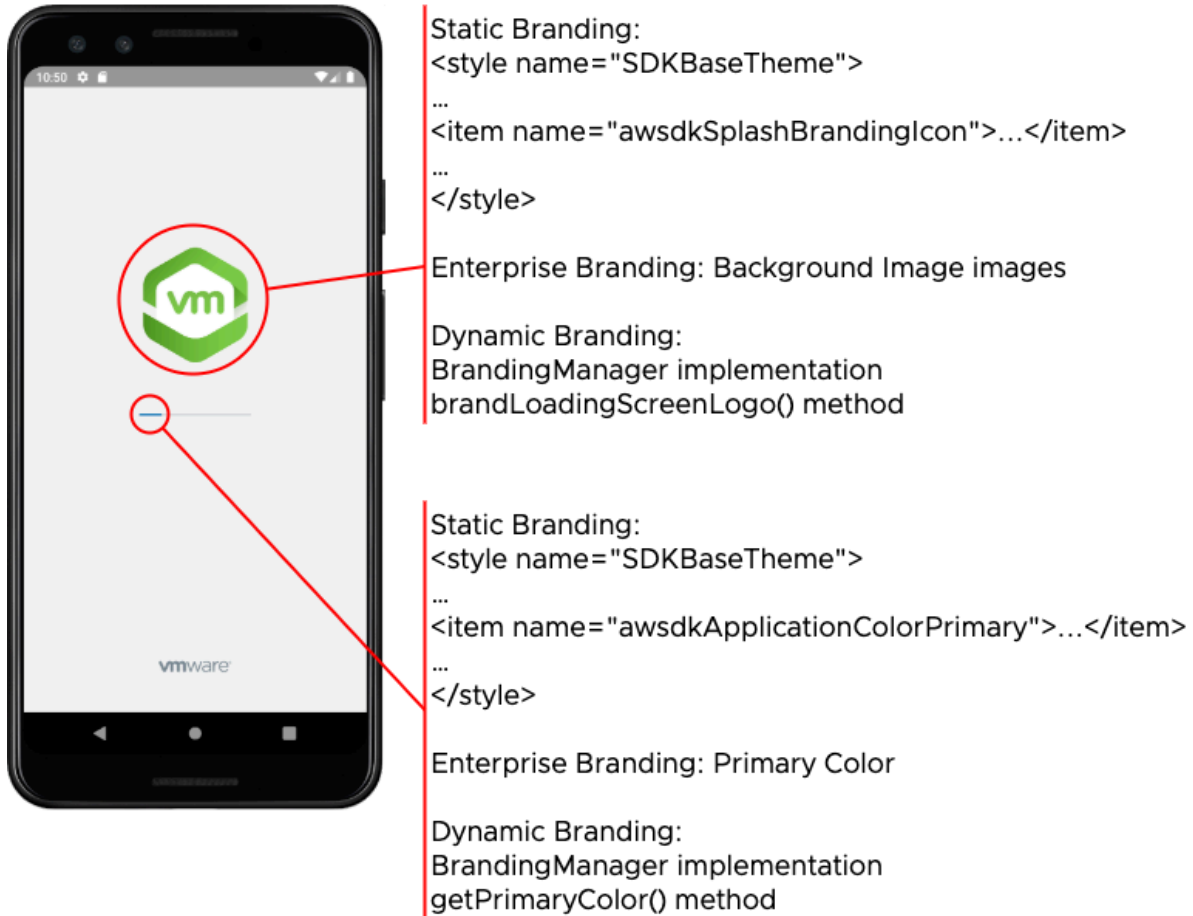 10:50
vm
vmware
Static Branding:
<style name="SDKBaseTheme">
...
<item name="awsdkSplashBrandingIcon">...</item>
...
</style>
Enterprise Branding: Background Image images
Dynamic Branding:
BrandingManager implementation
brandLoadingScreenLogo() method
Static Branding:
<style name="SDKBaseTheme">
...
<item name="awsdkApplicationColorPrimary">...</item>
...
</style>
Enterprise Branding: Primary Color
Dynamic Branding:
BrandingManager implementation
getPrimaryColor() method